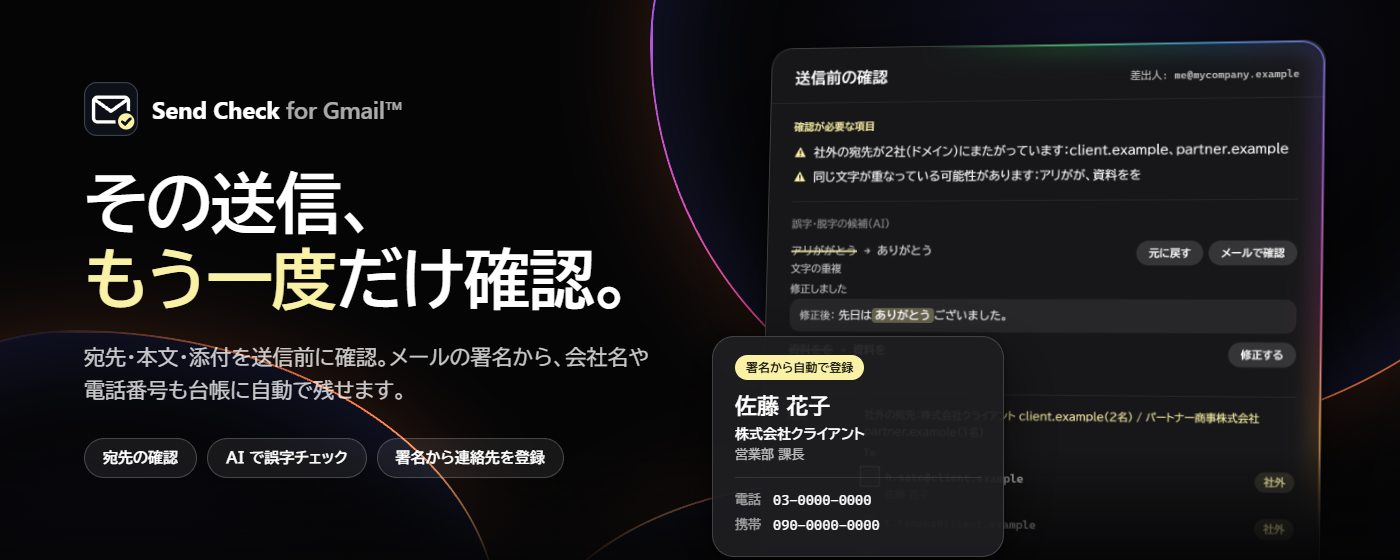 Send Check for Gmail™
その送信、
もう一度だけ確認。
宛先・本文・添付を送信前に確認。メールの署名から、会社名や
電話番号も台帳に自動で残せます。
宛先の確認
AI で誤字チェック
署名から連絡先を登録
送信前の確認
差出人: me@mycompany.example
確認が必要な項目
社外の宛先が2社(ドメイン)にまたがっています:client.example、partner.example
同じ文字が重なっている可能性があります:アリがが、資料をを
誤字・脱字の候補(AI)
アリががとう → ありがとう
元に戻す
メールで確認
文字の重複
修正しました
修正後: 先日はありがとうございました。
資料をを → 資料を
修正する
社外の宛先: 株式会社クライアント client.example(2名) / パートナー商事株式会社
partner.example(1名)
To
社外
社外
署名から自動で登録
佐藤 花子
株式会社クライアント
営業部 課長
電話 03-0000-0000
携帯 090-0000-0000